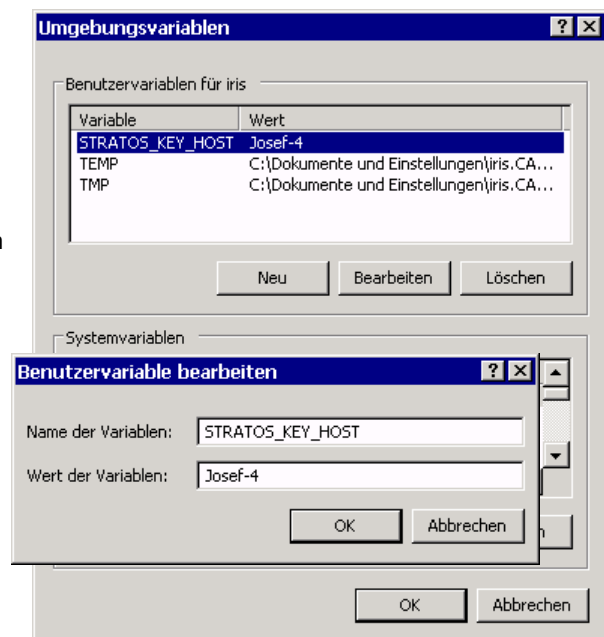 Umgebungsvariablen
Benutzervariablen für iris
Variable Wert
STRATOS_KEY_HOST Josef-4
TEMP C:\Dokumente und Einstellungen\iris.CA...
TMP C:\Dokumente und Einstellungen\iris.CA...
Neu Bearbeiten Löschen
Systemvariablen
Benutzervariable bearbeiten
Name der Variablen: STRATOS_KEY_HOST
Wert der Variablen: Josef-4
OK Abbrechen
OK Abbrechen